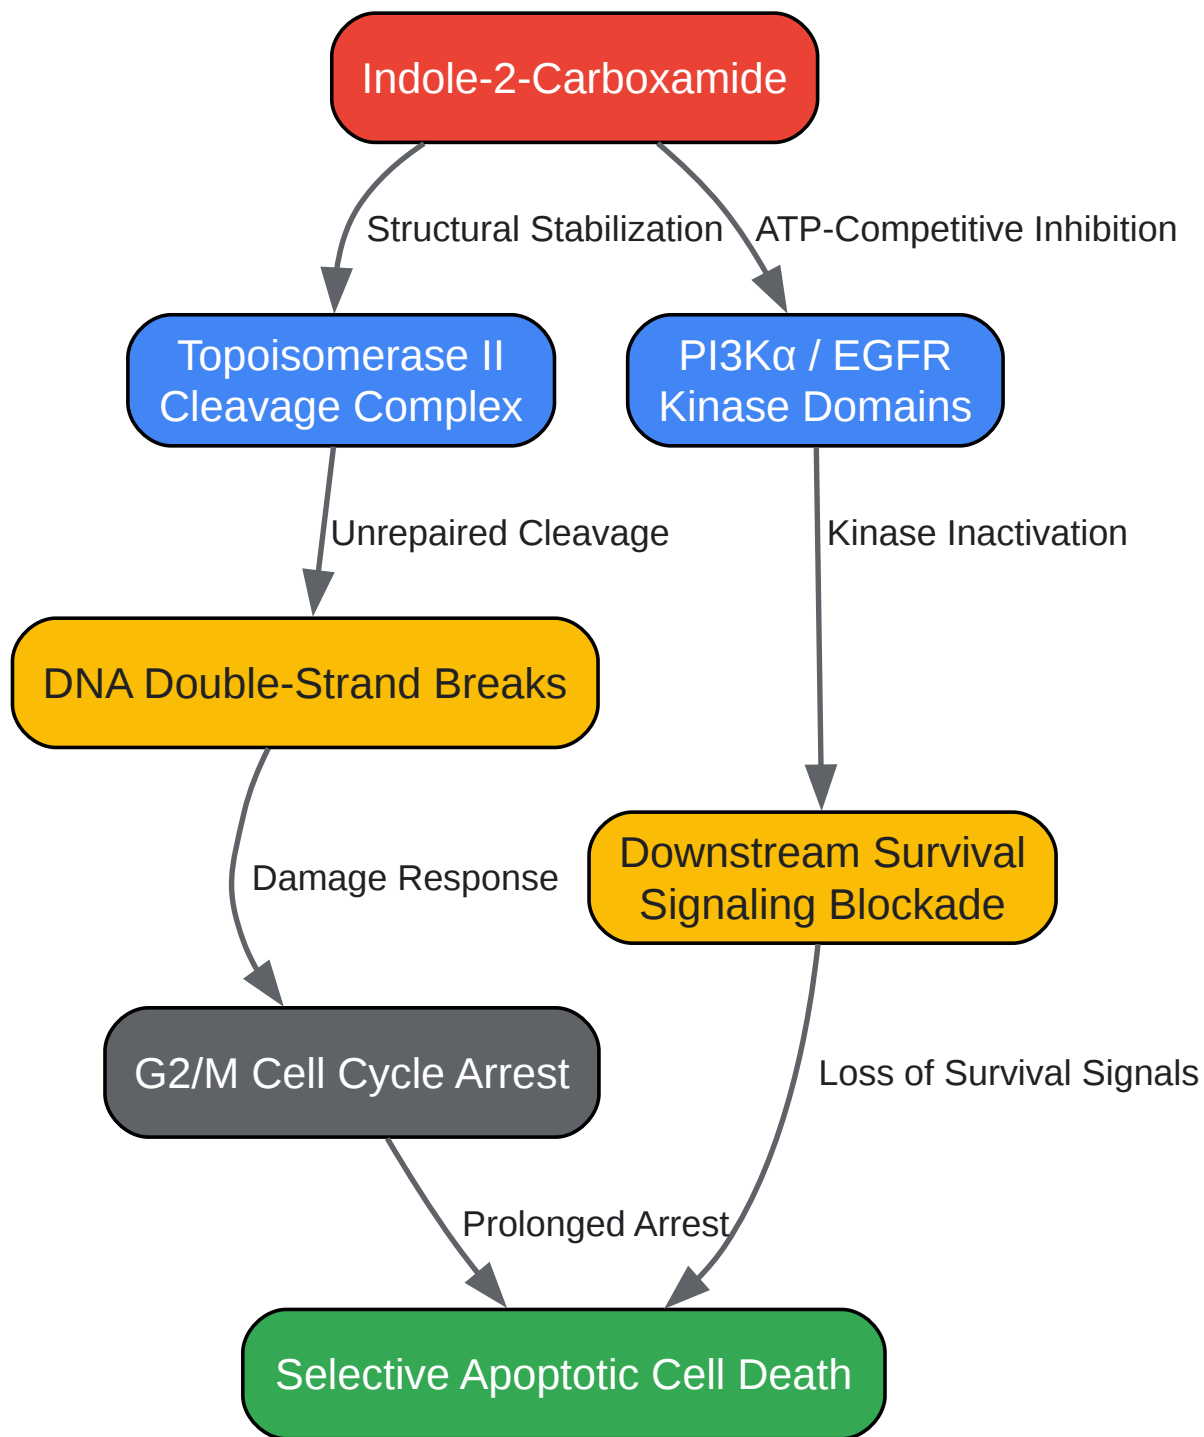 Indole-2-Carboxamide
Structural Stabilization
ATP-Competitive Inhibition
Topoisomerase II
Cleavage Complex
PI3Kα / EGFR
Kinase Domains
Unrepaired Cleavage
Kinase Inactivation
DNA Double-Strand Breaks
Downstream Survival
Signaling Blockade
Damage Response
G2/M Cell Cycle Arrest
Loss of Survival Signals
Prolonged Arrest
Selective Apoptotic Cell Death